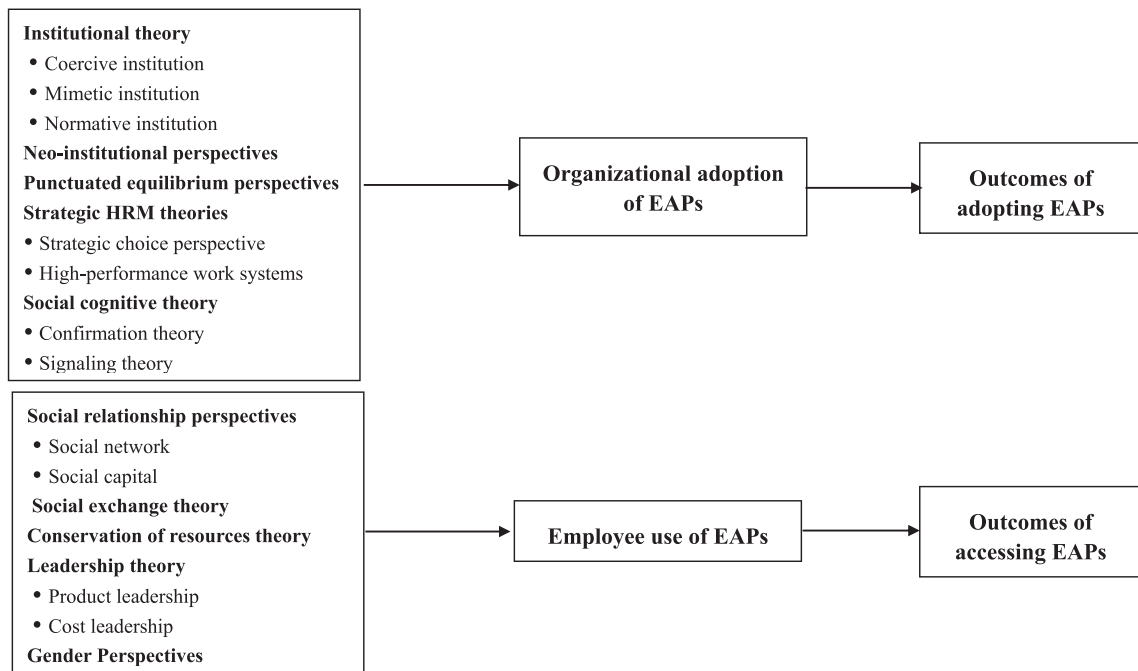 Institutional theory
• Coercive institution
• Mimetic institution
• Normative institution
Neo-institutional perspectives
Punctuated equilibrium perspectives
Strategic HRM theories
• Strategic choice perspective
• High-performance work systems
Social cognitive theory
• Confirmation theory
• Signaling theory
Organizational adoption
of EAPs
Outcomes of
adopting EAPs
Social relationship perspectives
• Social network
• Social capital
Social exchange theory
Conservation of resources theory
Leadership theory
• Product leadership
• Cost leadership
Gender Perspectives
Employee use of EAPs
Outcomes of
accessing EAPs